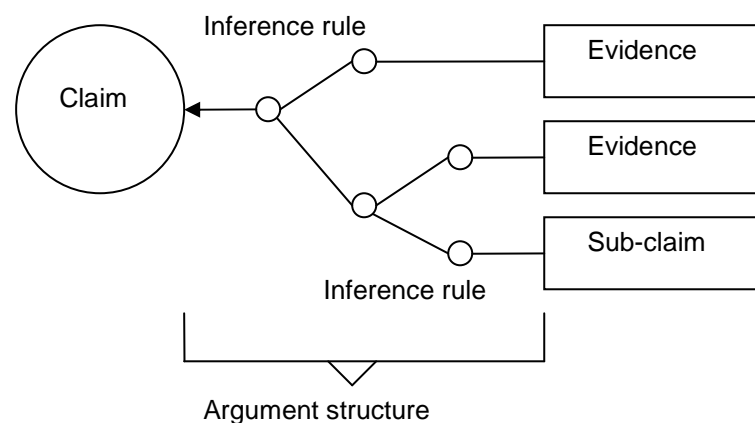 Inference rule
Evidence
Claim
Evidence
Sub-claim
Inference rule
Argument structure